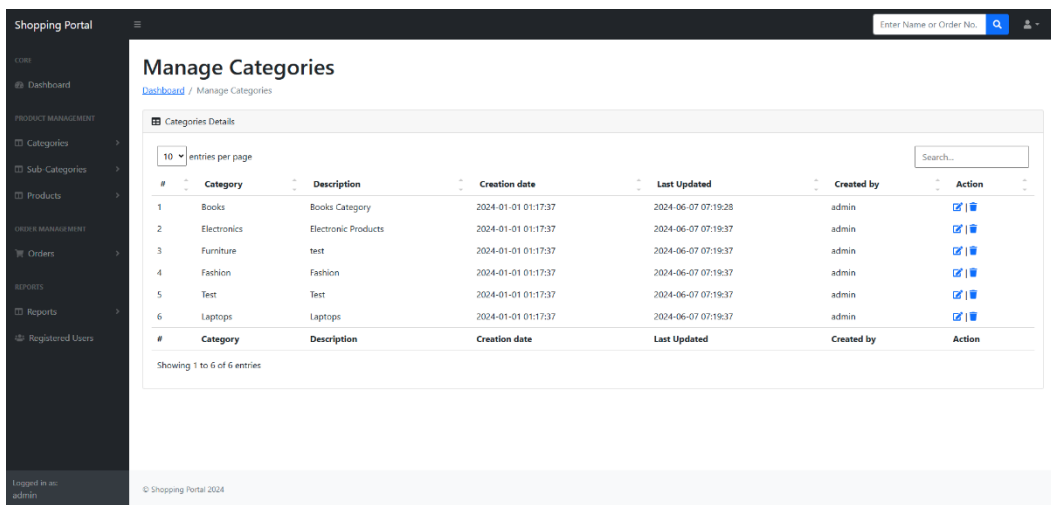 Shopping Portal
Enter Name or Order No.
CORE
Dashboard
PRODUCT MANAGEMENT
Categories
Sub-Categories
Products
ORDER MANAGEMENT
Orders
REPORTS
Reports
Registered Users
Logged in as:
admin
Manage Categories
Dashboard / Manage Categories
Categories Details
10 entries per page
Search...
# Category Description Creation date Last Updated Created by Action
1 Books Books Category 2024-01-01 01:17:37 2024-06-07 07:19:28 admin |
2 Electronics Electronic Products 2024-01-01 01:17:37 2024-06-07 07:19:37 admin |
3 Furniture test 2024-01-01 01:17:37 2024-06-07 07:19:37 admin |
4 Fashion Fashion 2024-01-01 01:17:37 2024-06-07 07:19:37 admin |
5 Test Test 2024-01-01 01:17:37 2024-06-07 07:19:37 admin |
6 Laptops Laptops 2024-01-01 01:17:37 2024-06-07 07:19:37 admin |
# Category Description Creation date Last Updated Created by Action
Showing 1 to 6 of 6 entries
© Shopping Portal 2024